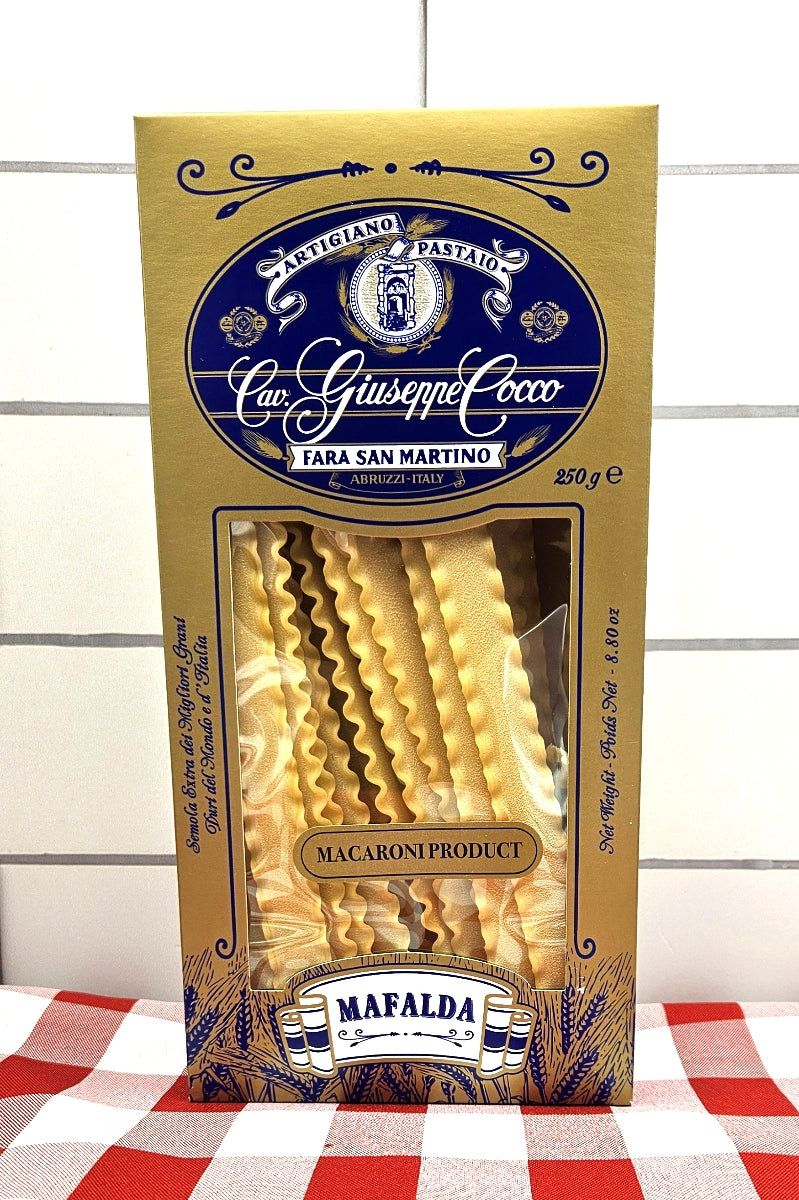 ARTIGIANO PASTAIO
Cav. Giuseppe Cocco
FARA SAN MARTINO
ABRUZZI-ITALY
250 g e
Semola Extra dei Migliori Grani
Duri del Mondo e d'Italia
Net Weight - Poids Net - 8.80 oz
MACARONI PRODUCT
MAFALDA